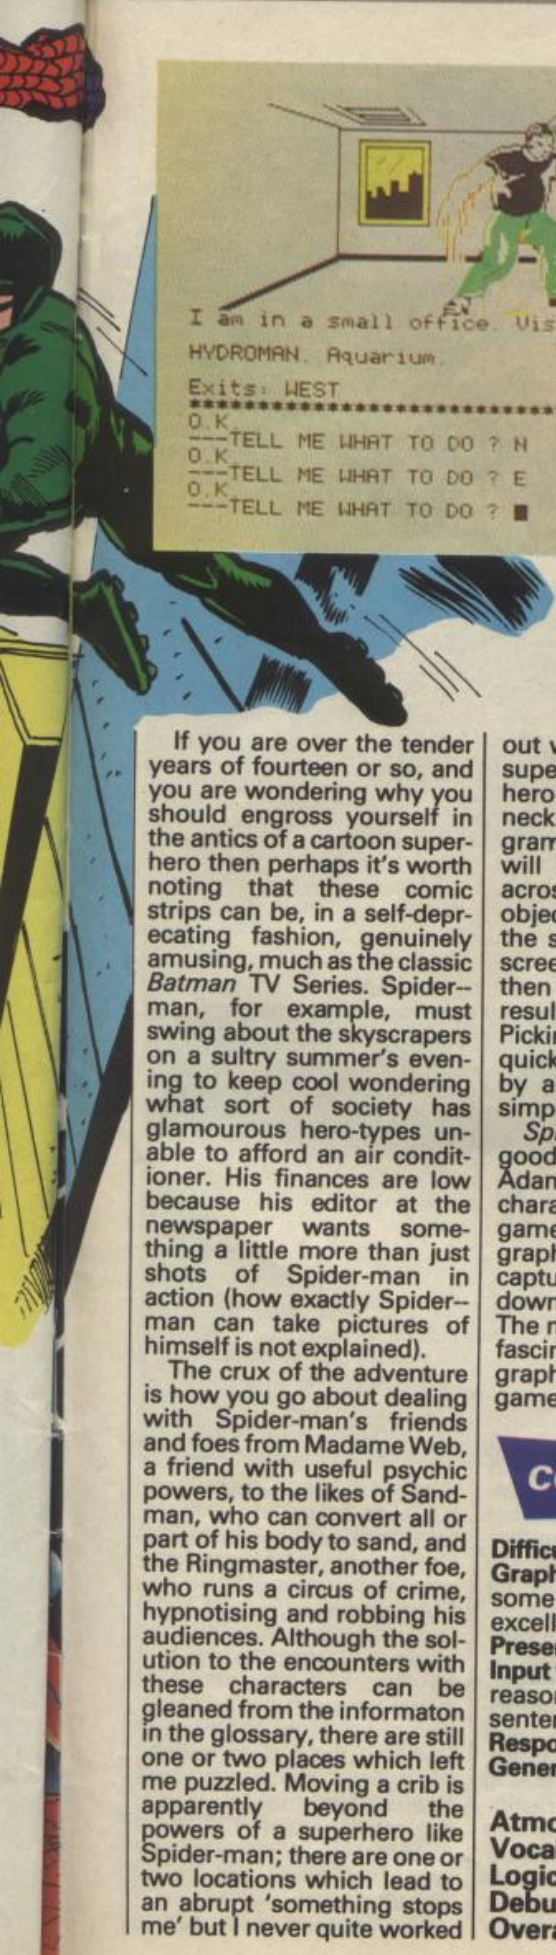 I am in a small office. Vis
HYDROMAN. Aquarium.
Exits: WEST
O.K
---TELL ME WHAT TO DO ? N
O.K
---TELL ME WHAT TO DO ? E
O.K
---TELL ME WHAT TO DO ?
If you are over the tender
years of fourteen or so, and
you are wondering why you
should engross yourself in
the antics of a cartoon super-
hero then perhaps it's worth
noting that these comic
strips can be, in a self-depr-
ecating fashion, genuinely
amusing, much as the classic
Batman TV Series. Spider--
man, for example, must
swing about the skyscrapers
on a sultry summer's even-
ing to keep cool wondering
what sort of society has
glamourous hero-types un-
able to afford an air condit-
ioner. His finances are low
because his editor at the
newspaper wants some-
thing a little more than just
shots of Spider-man in
action (how exactly Spider--
man can take pictures of
himself is not explained).
The crux of the adventure
is how you go about dealing
with Spider-man's friends
and foes from Madame Web,
a friend with useful psychic
powers, to the likes of Sand-
man, who can convert all or
part of his body to sand, and
the Ringmaster, another foe,
who runs a circus of crime,
hypnotising and robbing his
audiences. Although the sol-
ution to the encounters with
these characters can be
gleaned from the informaton
in the glossary, there are still
one or two places which left
me puzzled. Moving a crib is
apparently beyond the
powers of a superhero like
Spider-man; there are one or
two locations which lead to
an abrupt 'something stops
me' but I never quite worked
out
supe
hero
neck
gram
will
acros
objec
the s
scree
then
resul
Pickin
quick
by a
simp
Sp
good
Adan
chara
game
graph
captu
down
The n
fascin
graph
game
Difficu
Graph
some
excell
Prese
Input
reaso
sente
Respo
Gener
Atmo
Voca
Logic
Debu
Overa